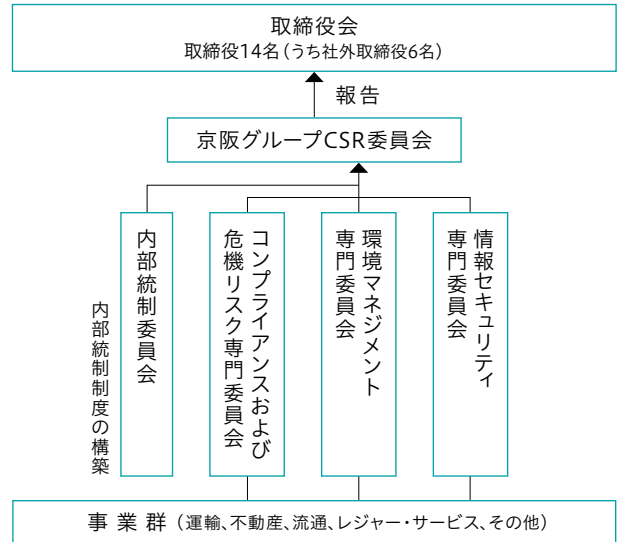 取締役会
取締役14名（うち社外取締役6名）
報告
京阪グループCSR委員会
内部統制制度の構築
内部統制委員会
コンプライアンスおよび
危機リスク専門委員会
環境マネジメント
専門委員会
情報セキュリティ
専門委員会
事業群（運輸、不動産、流通、レジャー・サービス、その他）